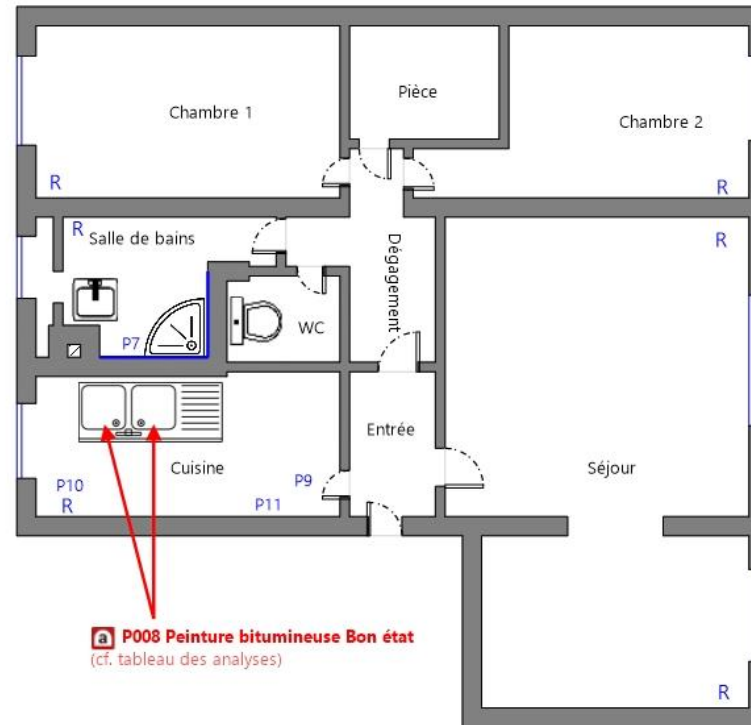 Pièce
Chambre 1
Chambre 2
R
R
R
Salle de bains
R
Dégagement
WC
P7
Entrée
Cuisine
Séjour
P9
P10
P11
R
a P008 Peinture bitumineuse Bon état
(cf. tableau des analyses)
R